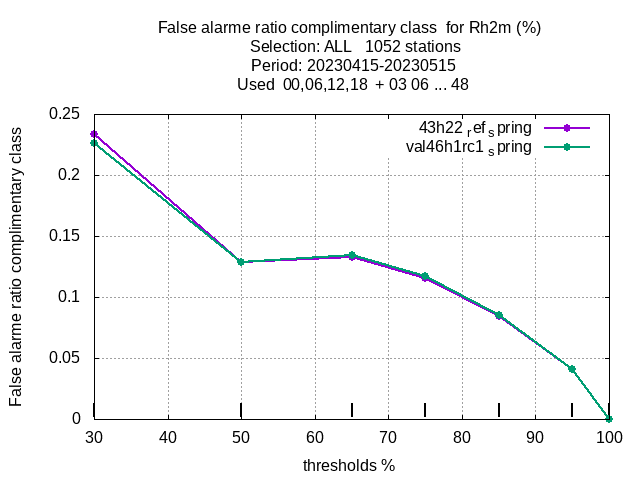 False alarme ratio complimentary class  for Rh2m (%)
Selection: ALL   1052 stations
Period: 20230415-20230515
Used  00,06,12,18  + 03 06 ... 48
43h22 ref spring
val46h1rc1 spring
False alarme ratio complimentary class
0.25
0.2
0.15
0.1
0.05
0
30 40 50 60 70 80 90 100
thresholds %